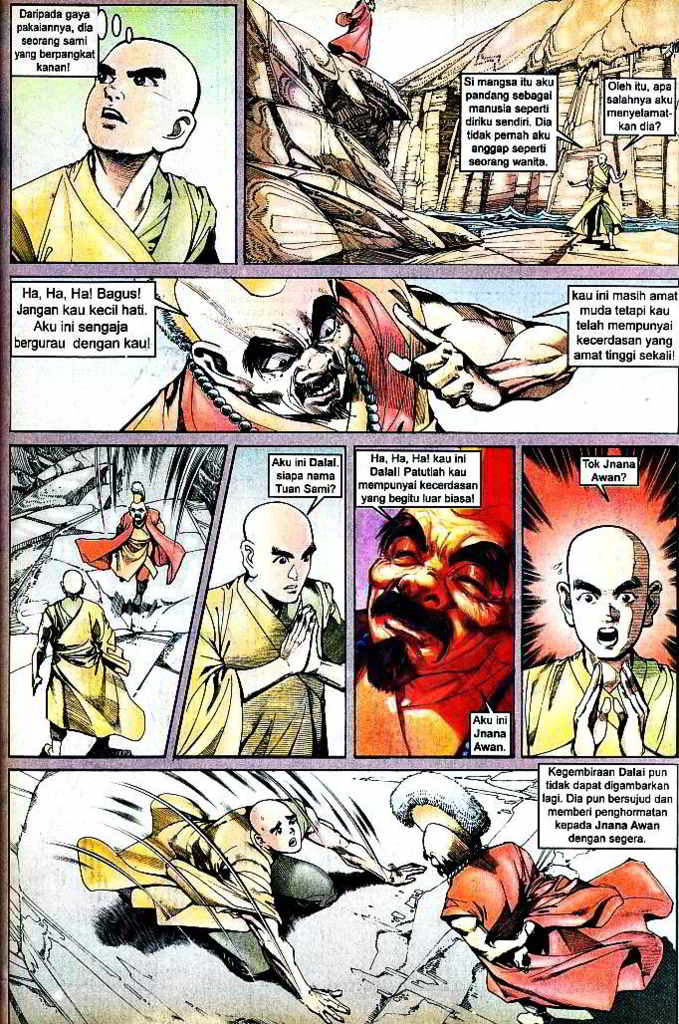 Daripada gaya
pakaiannya, dia
seorang sami
yang berpangkat
kanan!
Si mangsa itu aku
pandang sebagai
manusia seperti
diriku sendiri. Dia
tidak pernah aku
anggap seperti
seorang wanita.
Oleh itu, apa
salahnya aku
menyelamat-
kan dia?
Ha, Ha, Ha! Bagus!
Jangan kau kecil hati.
Aku ini sengaja
bergurau dengan kau!
kau ini masih amat
muda tetapi kau
telah mempunyai
kecerdasan yang
amat tinggi sekali!
Aku ini Dalai,
siapa nama
Tuan Sami?
Ha, Ha, Ha! kau ini
Dalai! Patutlah kau
mempunyai kecerdasan
yang begitu luar biasa!
Aku ini
Jnana
Awan.
Tok Jnana
Awan?
Kegembiraan Dalai pun
tidak dapat digambarkan
lagi. Dia pun bersujud dan
memberi penghormatan
kepada Jnana Awan
dengan segera.